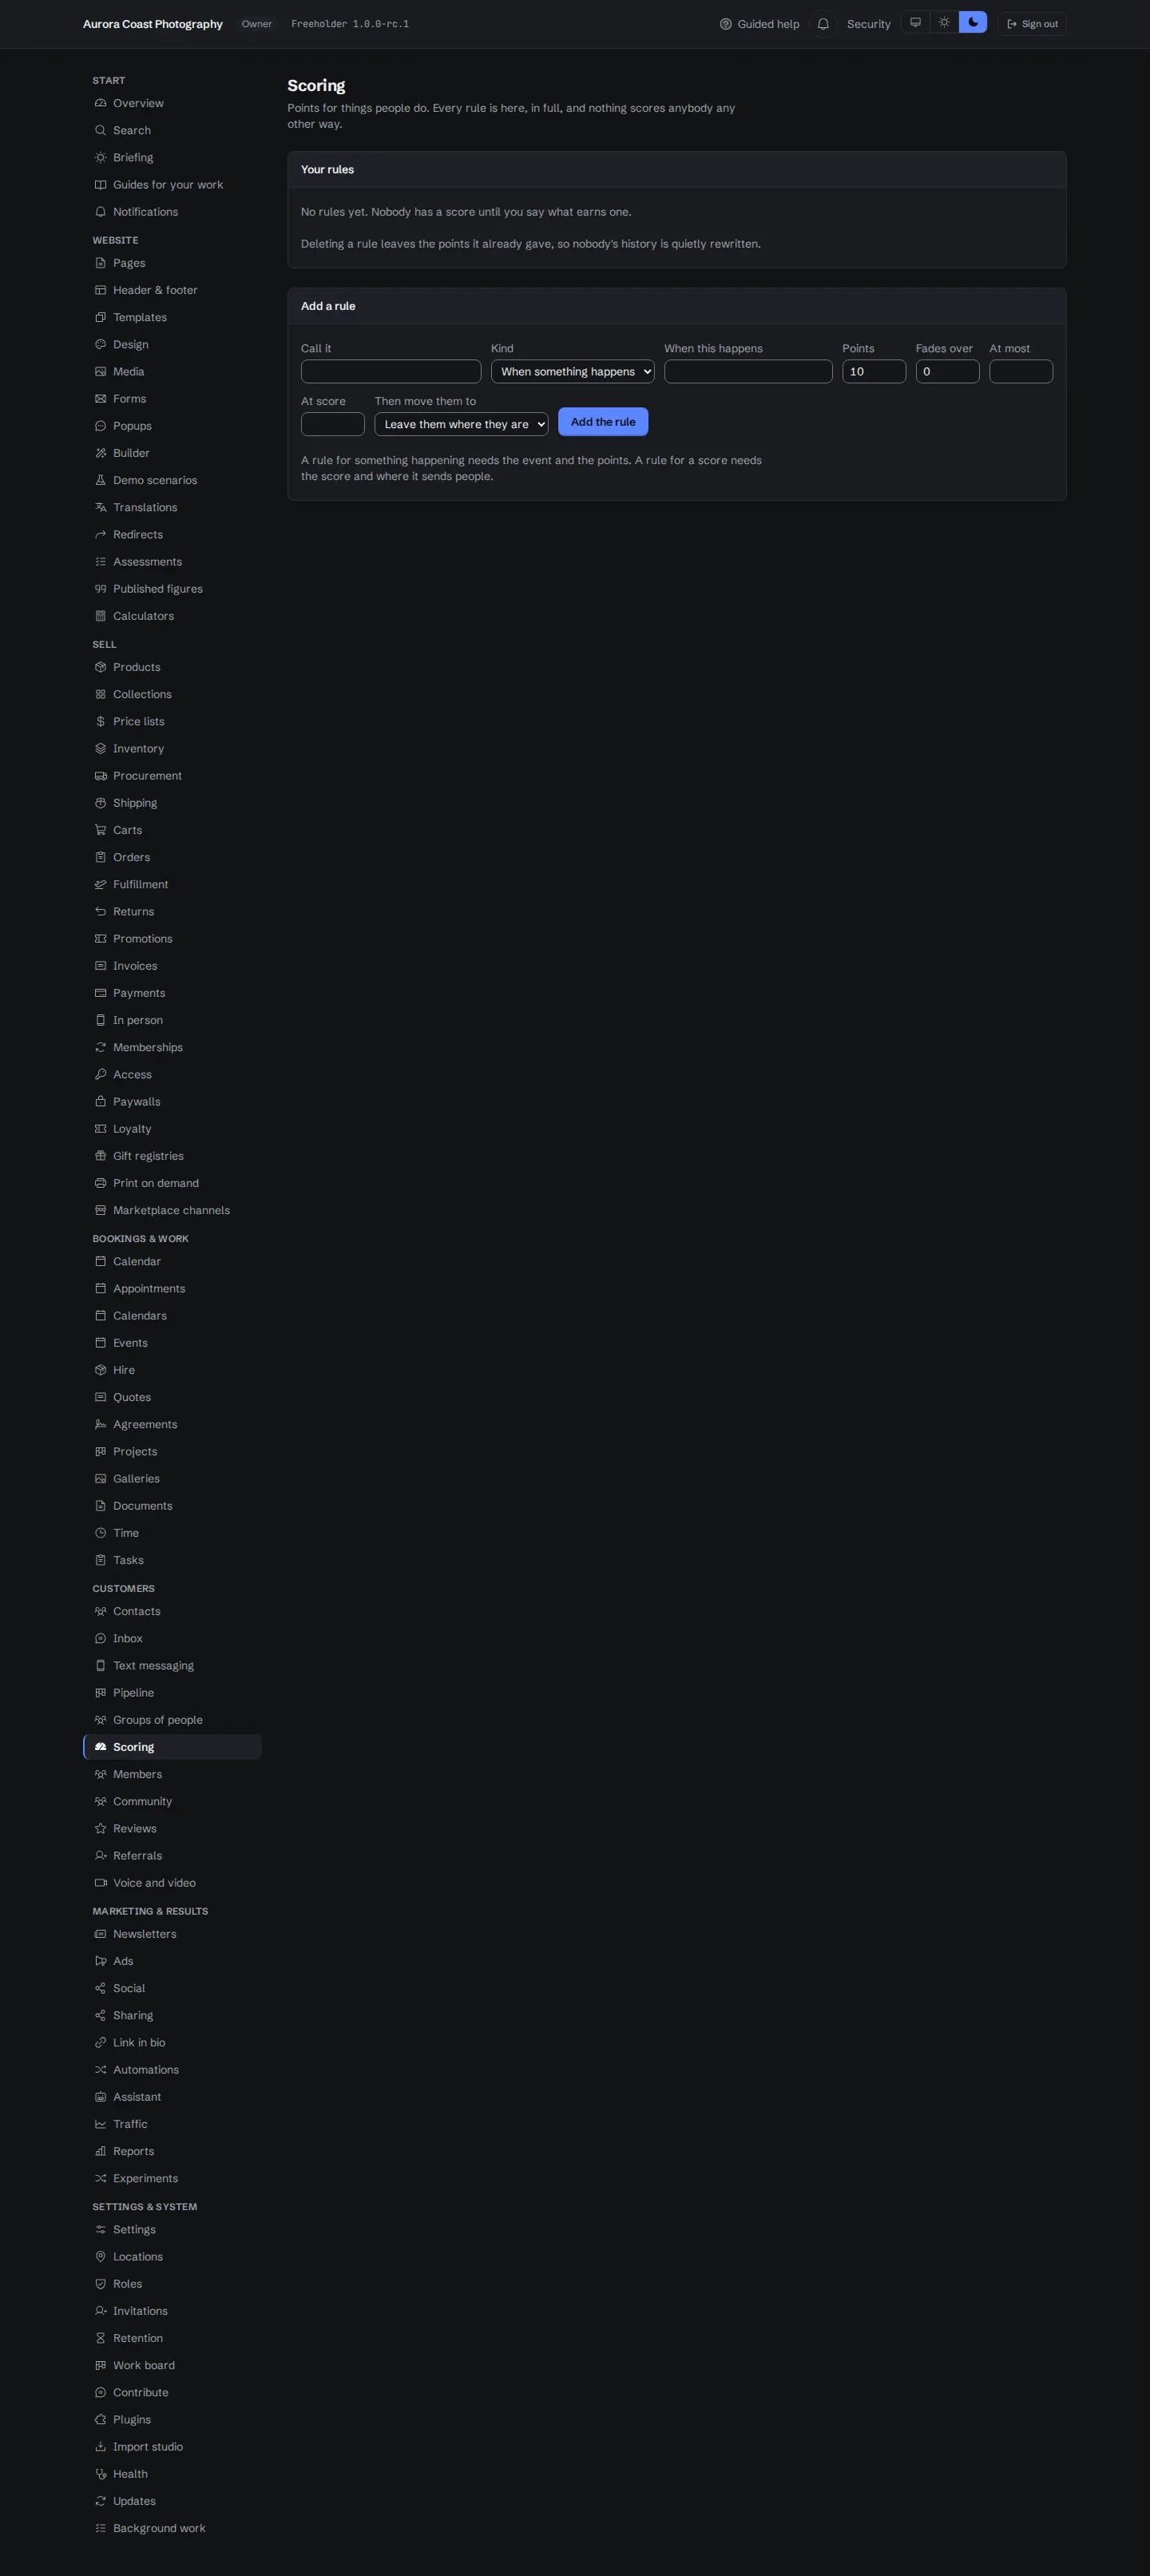 Aurora Coast Photography
Owner
Freeholder 1.0.0-rc.1
Guided help
Security
Sign out
START
Overview
Search
Briefing
Guides for your work
Notifications
WEBSITE
Pages
Header & footer
Templates
Design
Media
Forms
Popups
Builder
Demo scenarios
Translations
Redirects
Assessments
Published figures
Calculators
SELL
Products
Collections
Price lists
Inventory
Procurement
Shipping
Carts
Orders
Fulfillment
Returns
Promotions
Invoices
Payments
In person
Memberships
Access
Paywalls
Loyalty
Gift registries
Print on demand
Marketplace channels
BOOKINGS & WORK
Calendar
Appointments
Calendars
Events
Hire
Quotes
Agreements
Projects
Galleries
Documents
Time
Tasks
CUSTOMERS
Contacts
Inbox
Text messaging
Pipeline
Groups of people
Scoring
Members
Community
Reviews
Referrals
Voice and video
MARKETING & RESULTS
Newsletters
Ads
Social
Sharing
Link in bio
Automations
Assistant
Traffic
Reports
Experiments
SETTINGS & SYSTEM
Settings
Locations
Roles
Invitations
Retention
Work board
Contribute
Plugins
Import studio
Health
Updates
Background work
Scoring
Points for things people do. Every rule is here, in full, and nothing scores anybody any
other way.
Your rules
No rules yet. Nobody has a score until you say what earns one.
Deleting a rule leaves the points it already gave, so nobody's history is quietly rewritten.
Add a rule
Call it
Kind
When something happens
When this happens
Points
10
Fades over
0
At most
At score
Then move them to
Leave them where they are
Add the rule
A rule for something happening needs the event and the points. A rule for a score needs
the score and where it sends people.